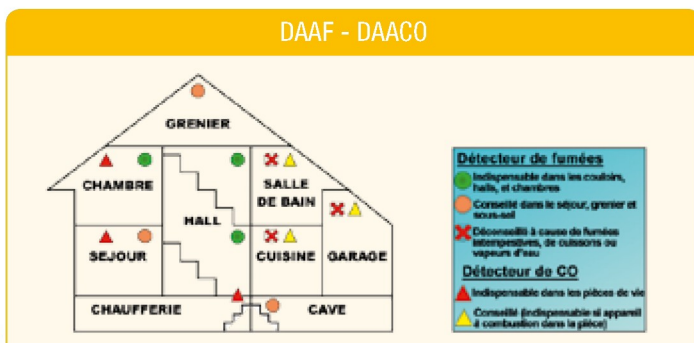 DAAF - DAACO
GRENIER
CHAMBRE
SALLE
DE BAIN
HALL
SEJOUR
CUISINE
GARAGE
CHAUFFERIE
CAVE
Détecteur de fumées
Indispensable dans les couloirs,
halls, et chambres
Conseillé dans le séjour, grenier et
sous-sol
Déconseillé à cause de fumées
intempestives, de cuissons ou
vapeurs d'eau
Détecteur de CO
Indispensable dans les pièces de vie
Conseillé (indispensable si appareil
à combustion dans la pièce)